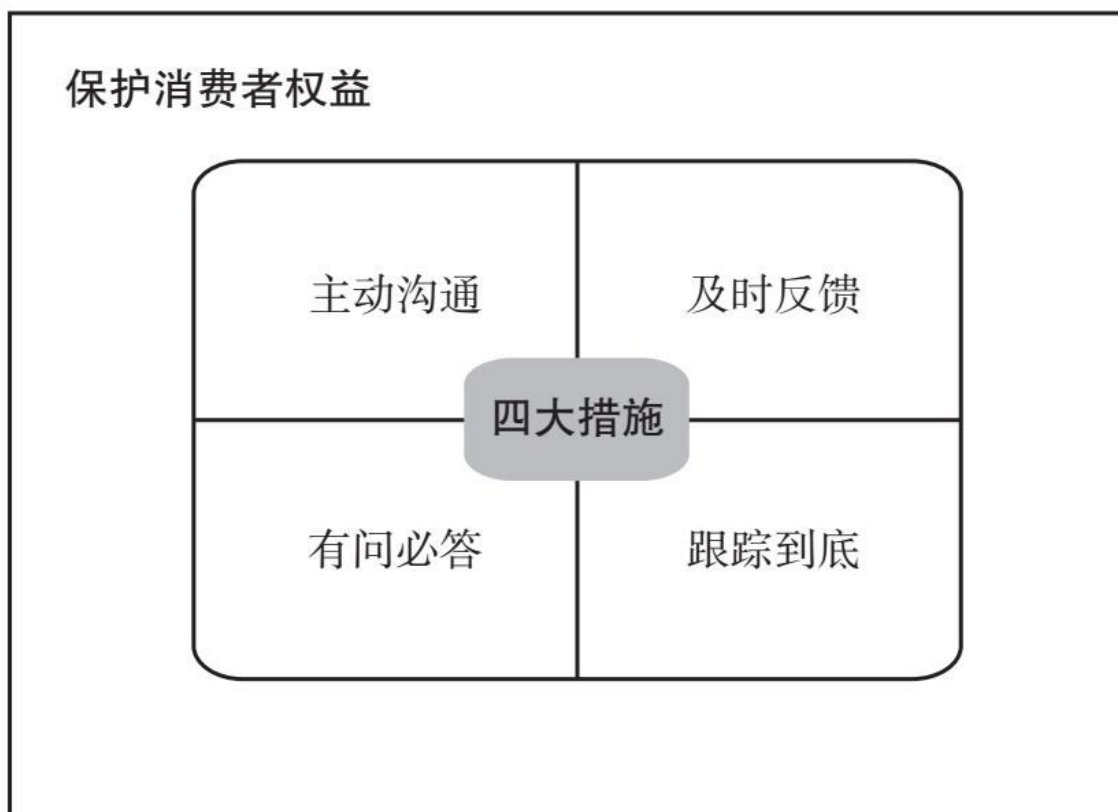 保护消费者权益
主动沟通
及时反馈
四大措施
有问必答
跟踪到底